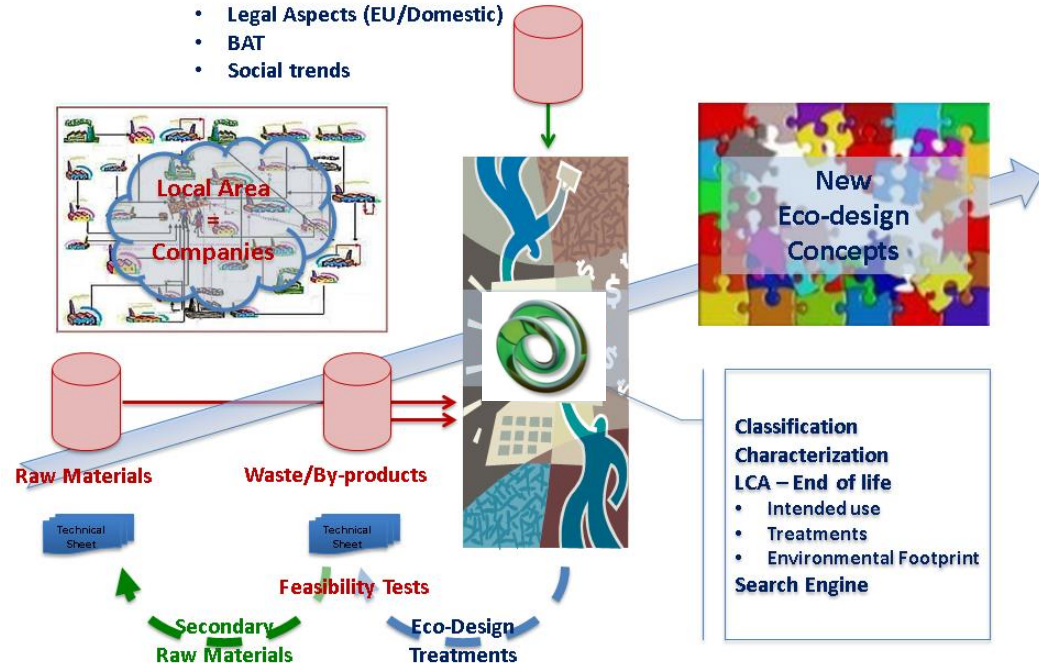 • Legal Aspects (EU/Domestic)
• BAT
• Social trends
Local Area
=
Companies
New
Eco-design
Concepts
$
$
$
Raw Materials
Waste/By-products
Technical
Sheet
Technical
Sheet
Feasibility Tests
Secondary
Raw Materials
Eco-Design
Treatments
Classification
Characterization
LCA – End of life
• Intended use
• Treatments
• Environmental Footprint
Search Engine